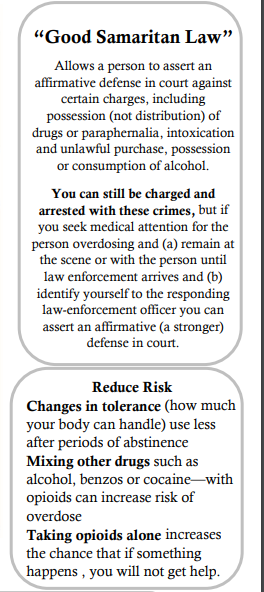 “Good Samaritan Law”
Allows a person to assert an
affirmative defense in court against
certain charges, including
possession (not distribution) of
drugs or paraphernalia, intoxication
and unlawful purchase, possession
or consumption of alcohol.
You can still be charged and
arrested with these crimes, but if
you seek medical attention for the
person overdosing and (a) remain at
the scene or with the person until
law enforcement arrives and (b)
identify yourself to the responding
law-enforcement officer you can
assert an affirmative (a stronger)
defense in court.
Reduce Risk
Changes in tolerance (how much
your body can handle) use less
after periods of abstinence
Mixing other drugs such as
alcohol, benzos or cocaine—with
opioids can increase risk of
overdose
Taking opioids alone increases
the chance that if something
happens , you will not get help.